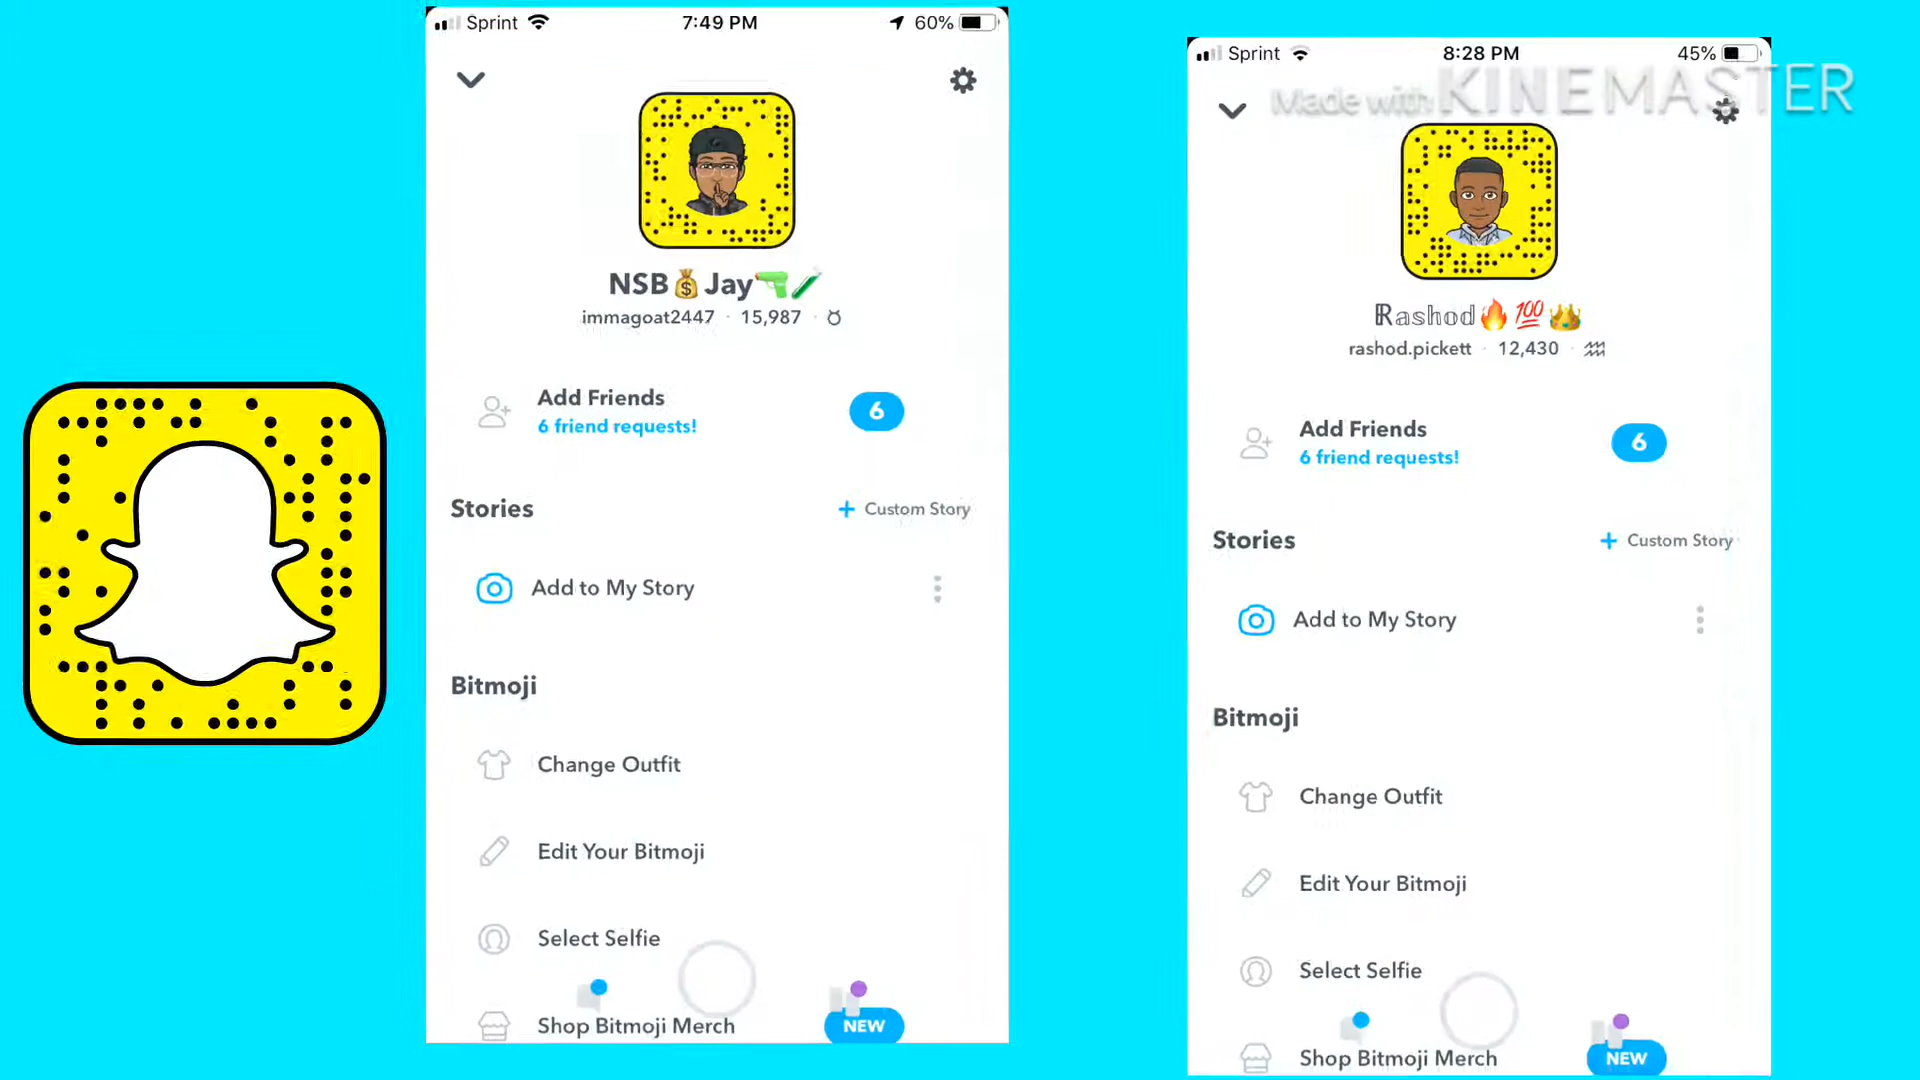 Sprint 7:49 PM 60%
NSB💰Jay🔫🧪
immagoat2447 · 15,987 · ♉
Add Friends
6 friend requests!
6
Stories
+ Custom Story
Add to My Story
Bitmoji
Change Outfit
Edit Your Bitmoji
Select Selfie
Shop Bitmoji Merch
NEW
Sprint 8:28 PM 45%
Made with KINEMASTER
ℝ𝕒𝕤𝕙𝕠𝕕🔥💯👑
rashod.pickett · 12,430 · ♒
Add Friends
6 friend requests!
6
Stories
+ Custom Story
Add to My Story
Bitmoji
Change Outfit
Edit Your Bitmoji
Select Selfie
Shop Bitmoji Merch
NEW